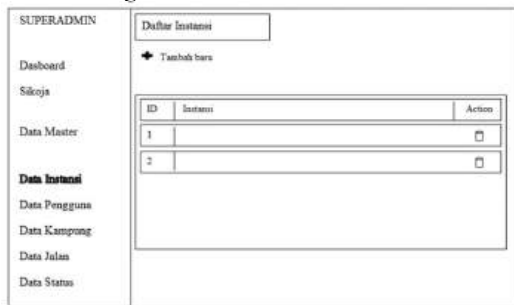 SUPERADMIN
Dasboard
Sikoja
Data Master
Data Instansi
Data Pengguna
Data Kampung
Data Jalan
Data Status
Daftar Instansi
Tambah baru
ID Instansi Action
1
2